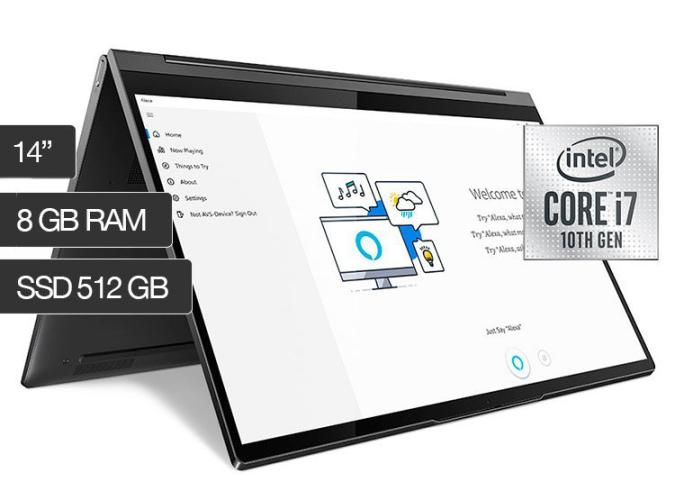 14”
8 GB RAM
SSD 512 GB
Alexa
Home
Now Playing
Things to Try
About
Settings
Not AVS-Device? Sign Out
Welcome to
Try "Alexa, what
Try "Alexa, what
Try "Alexa,
Just Say "Alexa"
intel
CORE i7
10TH GEN